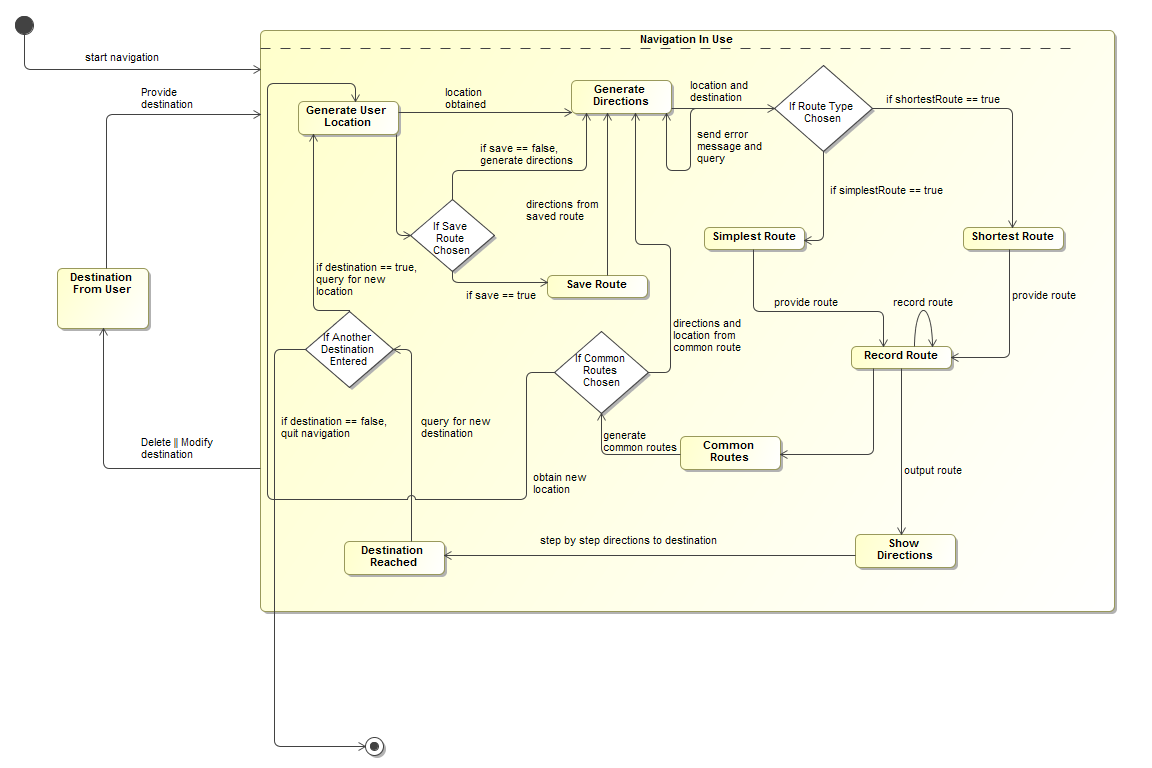 Navigation In Use
start navigation
Provide
destination
Generate User
Location
location
obtained
Generate
Directions
location and
destination
If Route Type
Chosen
if shortestRoute == true
send error
message and
query
if save == false,
generate directions
if simplestRoute == true
directions from
saved route
If Save
Route
Chosen
Simplest Route
Shortest Route
Destination
From User
if destination == true,
query for new
location
if save == true
Save Route
provide route
record route
provide route
If Another
Destination
Entered
directions and
location from
common route
If Common
Routes
Chosen
Record Route
if destination == false,
quit navigation
query for new
destination
generate
common routes
Common
Routes
Delete || Modify
destination
obtain new
location
output route
Destination
Reached
step by step directions to destination
Show
Directions